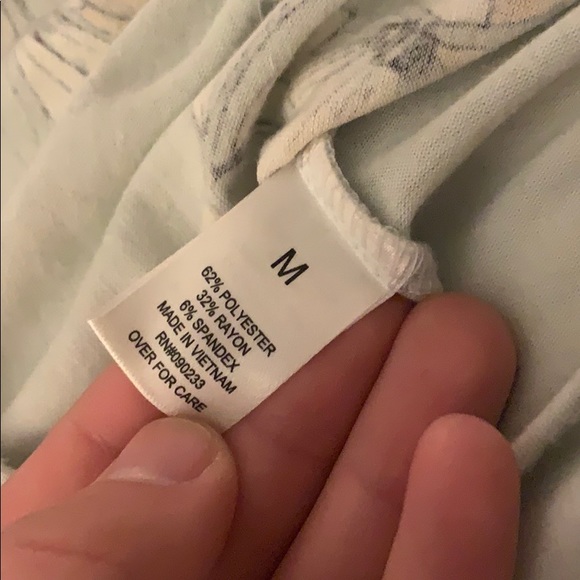 M
62% POLYESTER
32% RAYON
6% SPANDEX
MADE IN VIETNAM
RN#090233
OVER FOR CARE